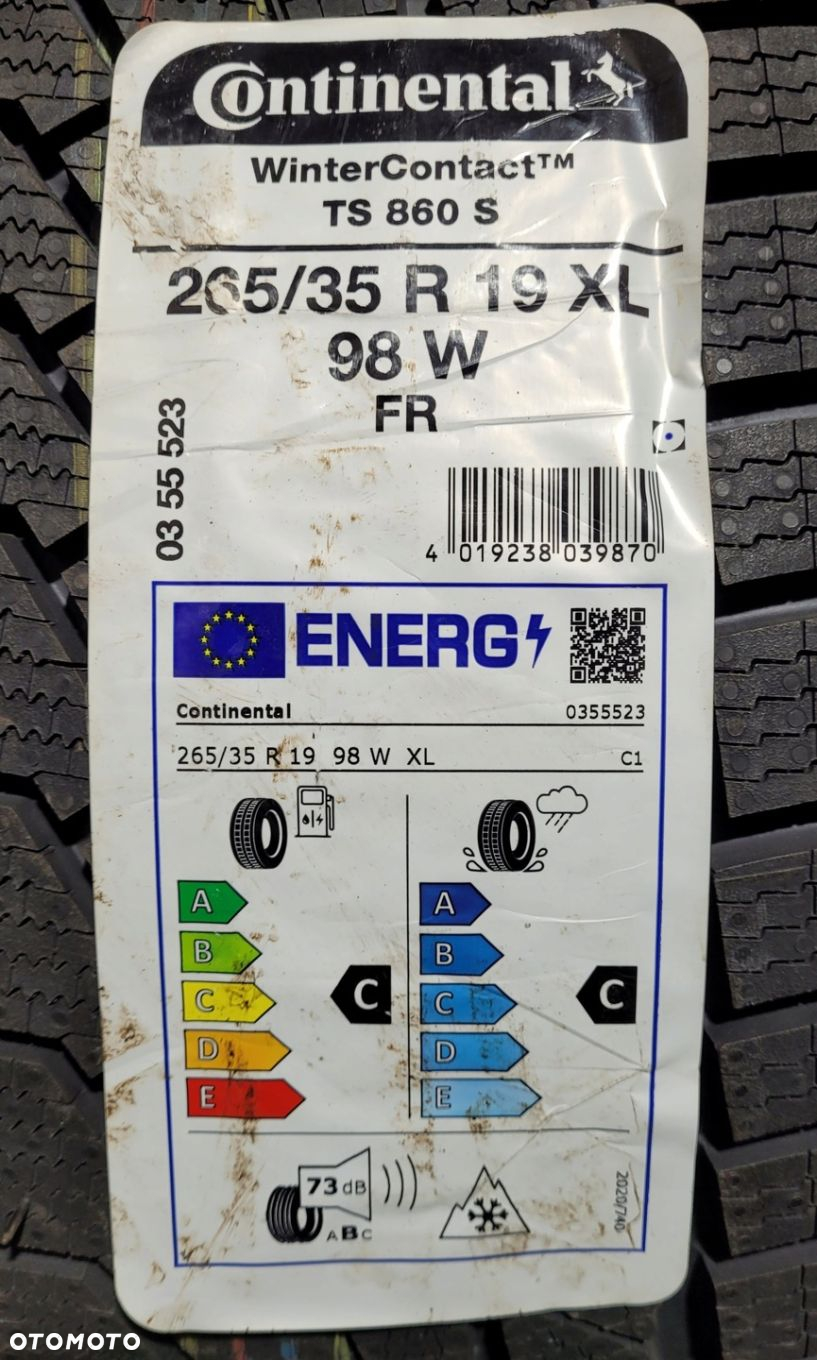 Continental
WinterContact™
TS 860 S
265/35 R 19 XL
98 W
FR
03 55 523
4 019238 039870
ENERG
Continental 0355523
265/35 R 19 98 W XL C1
A A
B B
C C C C
D D
E E
73 dB
ABC
2020/740
OTOMOTO